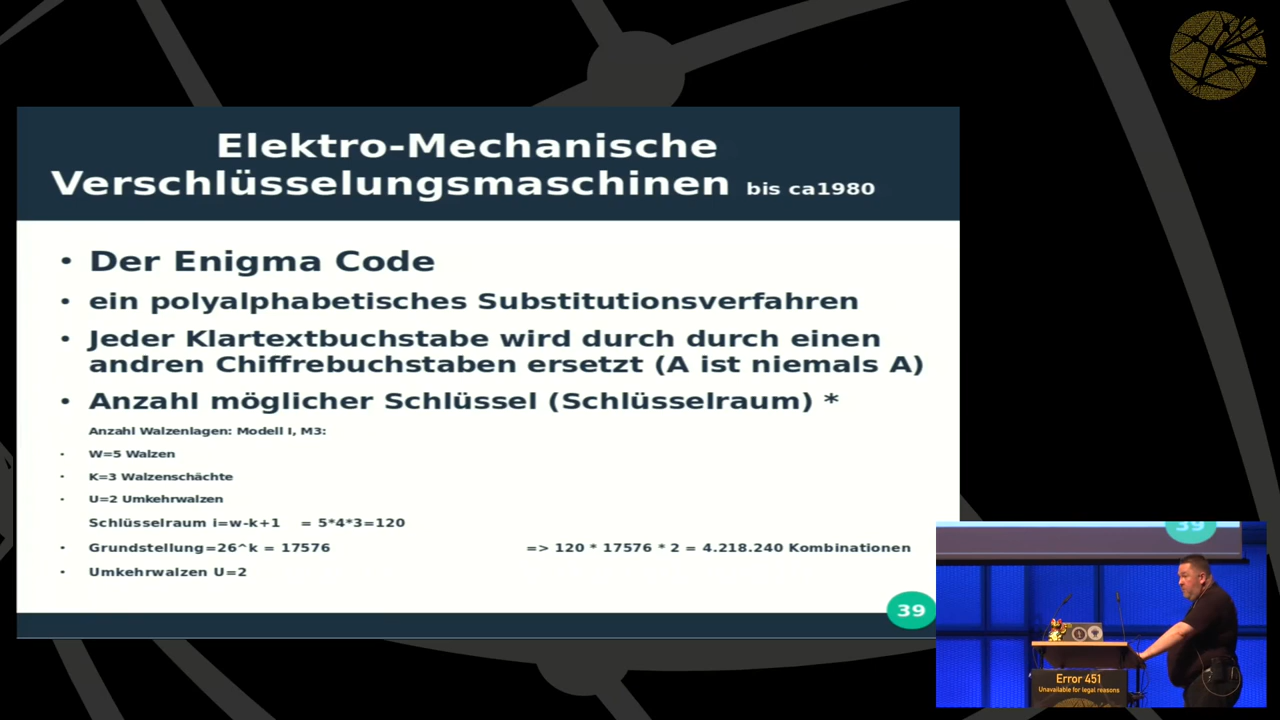 Elektro-Mechanische
Verschlüsselungsmaschinen bis ca1980
• Der Enigma Code
• ein polyalphabetisches Substitutionsverfahren
• Jeder Klartextbuchstabe wird durch durch einen
andren Chiffrebuchstaben ersetzt (A ist niemals A)
• Anzahl möglicher Schlüssel (Schlüsselraum) *
Anzahl Walzenlagen: Modell I, M3:
• W=5 Walzen
• K=3 Walzenschächte
• U=2 Umkehrwalzen
Schlüsselraum i=w-k+1 = 5*4*3=120
• Grundstellung=26^k = 17576 => 120 * 17576 * 2 = 4.218.240 Kombinationen
• Umkehrwalzen U=2
39
39
Error 451
Unavailable for legal reasons